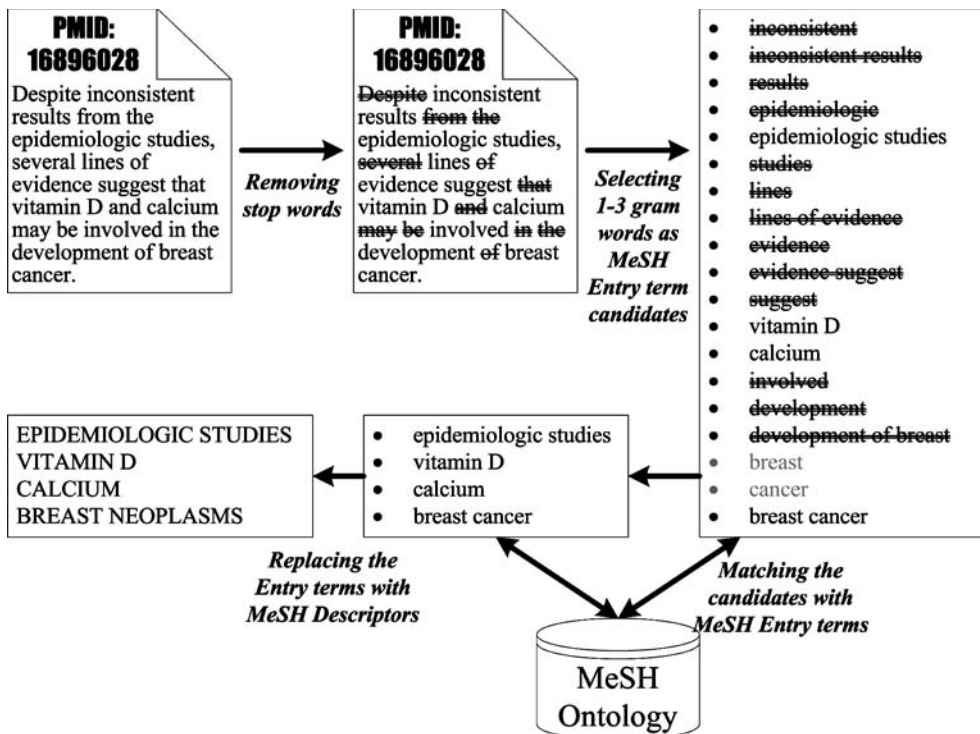 PMID:
16896028
Despite inconsistent
results from the
epidemiologic studies,
several lines of
evidence suggest that
vitamin D and calcium
may be involved in the
development of breast
cancer.
Removing
stop words
PMID:
16896028
Despite inconsistent
results from the
epidemiologic studies,
several lines of
evidence suggest that
vitamin D and calcium
may be involved in the
development of breast
cancer.
Selecting
1-3 gram
words as
MeSH
Entry term
candidates
• inconsistent
• inconsistent results
• results
• epidemiologic
• epidemiologic studies
• studies
• lines
• lines of evidence
• evidence
• evidence suggest
• suggest
• vitamin D
• calcium
• involved
• development
• development of breast
• breast
• cancer
• breast cancer
Matching the
candidates with
MeSH Entry terms
• epidemiologic studies
• vitamin D
• calcium
• breast cancer
Replacing the
Entry terms with
MeSH Descriptors
EPIDEMIOLOGIC STUDIES
VITAMIN D
CALCIUM
BREAST NEOPLASMS
MeSH
Ontology